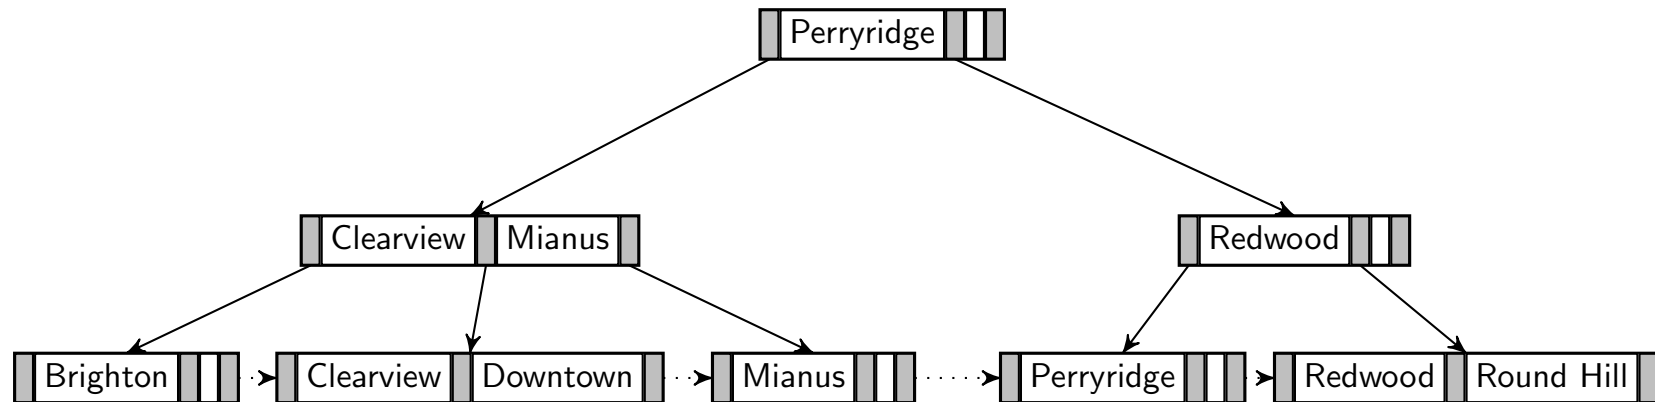 Perryridge
Clearview Mianus Redwood
Brighton Clearview Downtown Mianus Perryridge Redwood Round Hill